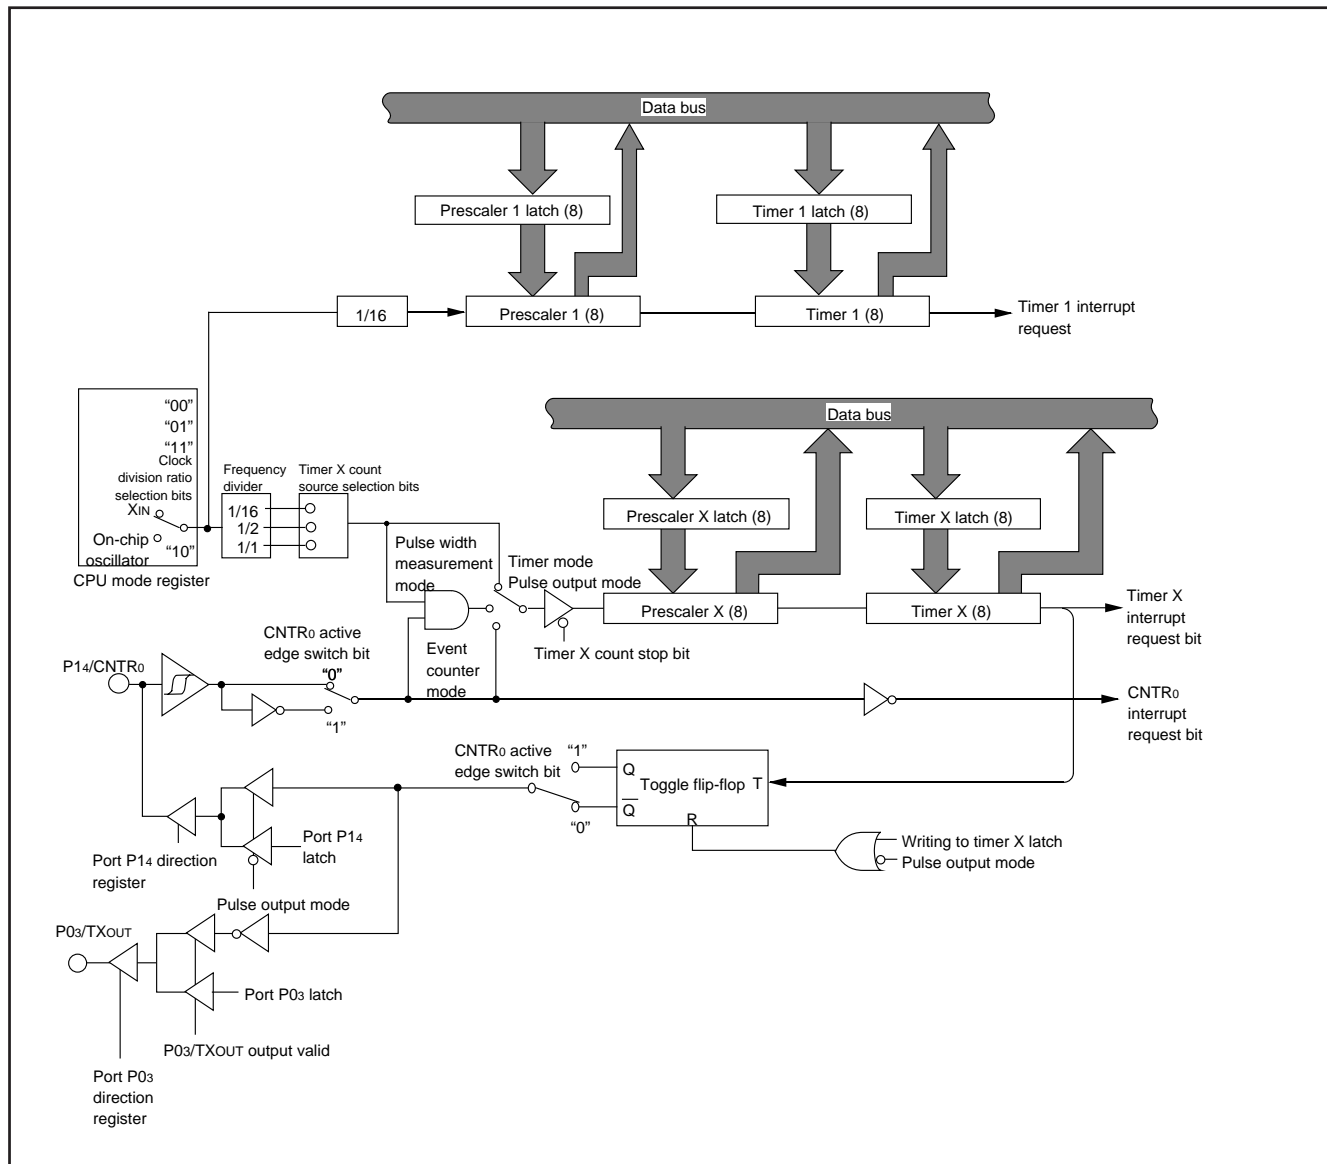 Data bus
Prescaler 1 latch (8)
Timer 1 latch (8)
1/16
Prescaler 1 (8)
Timer 1 (8)
Timer 1 interrupt
request
“00”
“01”
“11”
Clock
division ratio
selection bits
XIN
On-chip
oscillator
“10”
CPU mode register
Frequency
divider
1/16
1/2
1/1
Timer X count
source selection bits
Data bus
Prescaler X latch (8)
Timer X latch (8)
Pulse width
measurement
mode
Timer mode
Pulse output mode
Prescaler X (8)
Timer X (8)
Timer X
interrupt
request bit
Timer X count stop bit
Event
counter
mode
P14/CNTR0
CNTR0 active
edge switch bit
“0”
“1”
CNTR0
interrupt
request bit
CNTR0 active
edge switch bit
“1”
“0”
Q
Toggle flip-flop
T
Q
R
Writing to timer X latch
Pulse output mode
Port P14
latch
Port P14 direction
register
Pulse output mode
P03/TXOUT
Port P03 latch
P03/TXOUT output valid
Port P03
direction
register